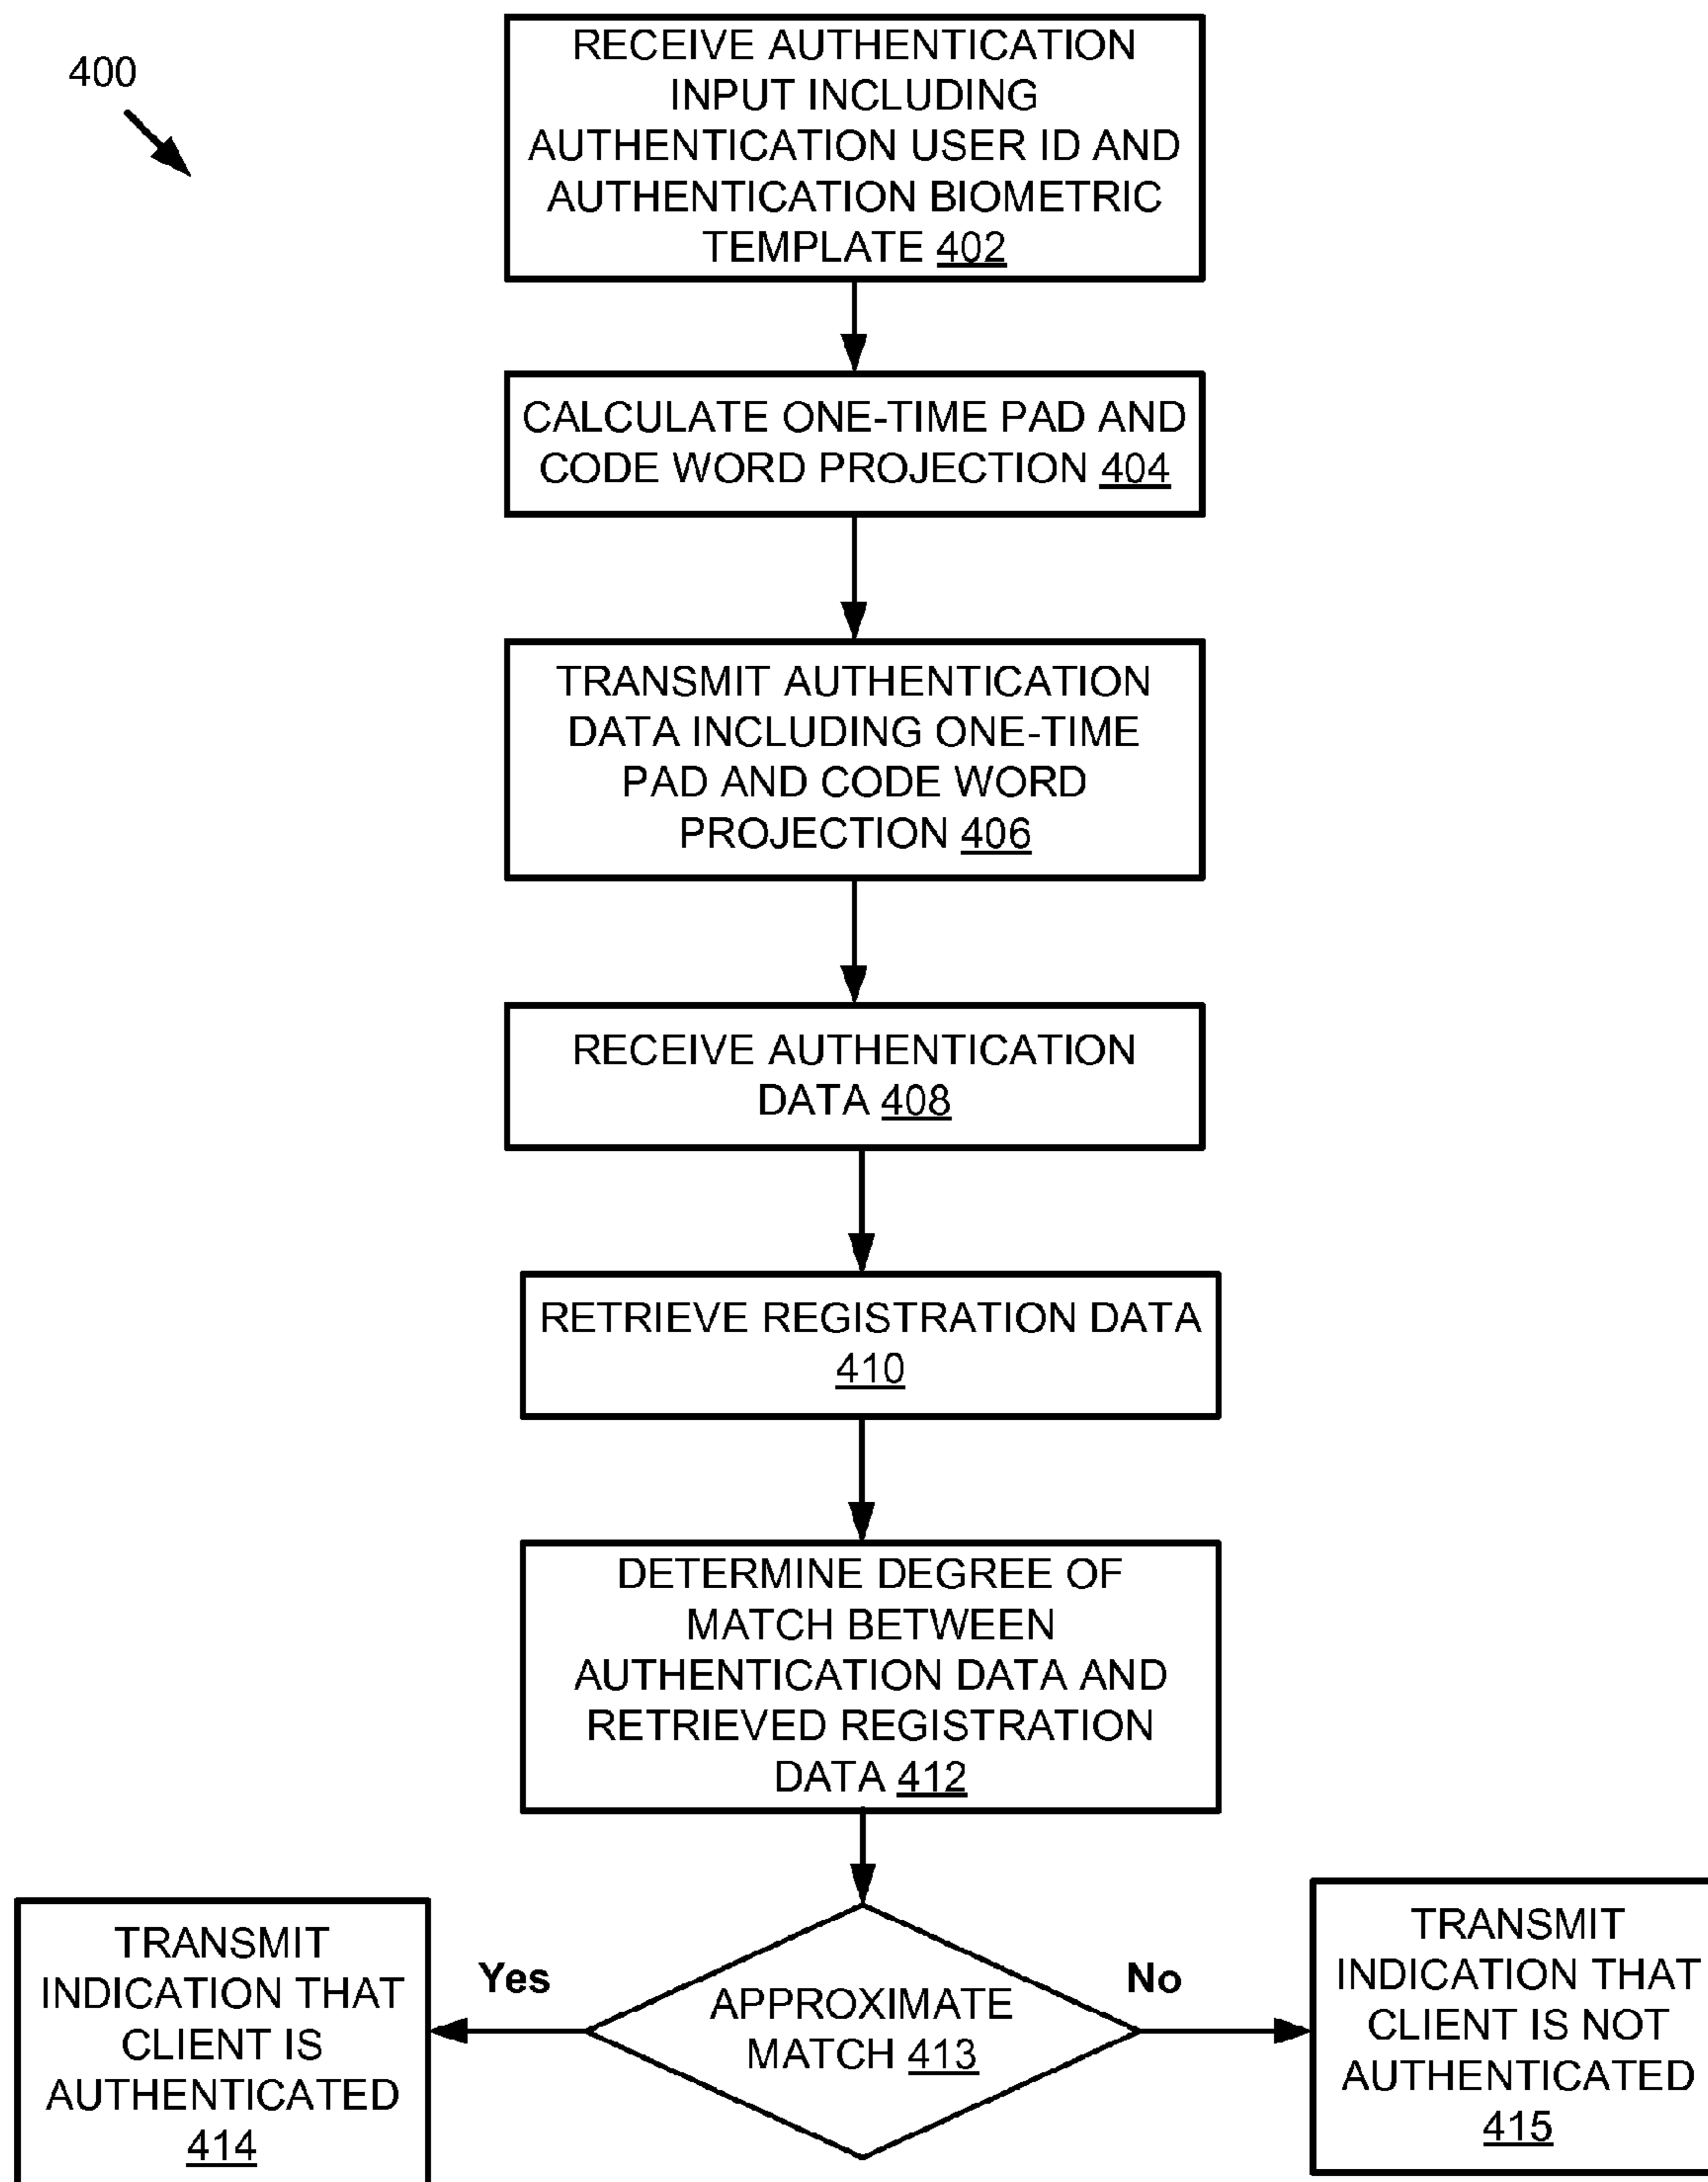 400
RECEIVE AUTHENTICATION
INPUT INCLUDING
AUTHENTICATION USER ID AND
AUTHENTICATION BIOMETRIC
TEMPLATE 402
CALCULATE ONE-TIME PAD AND
CODE WORD PROJECTION 404
TRANSMIT AUTHENTICATION
DATA INCLUDING ONE-TIME
PAD AND CODE WORD
PROJECTION 406
RECEIVE AUTHENTICATION
DATA 408
RETRIEVE REGISTRATION DATA
410
DETERMINE DEGREE OF
MATCH BETWEEN
AUTHENTICATION DATA AND
RETRIEVED REGISTRATION
DATA 412
APPROXIMATE
MATCH 413
Yes
TRANSMIT
INDICATION THAT
CLIENT IS
AUTHENTICATED
414
No
TRANSMIT
INDICATION THAT
CLIENT IS NOT
AUTHENTICATED
415